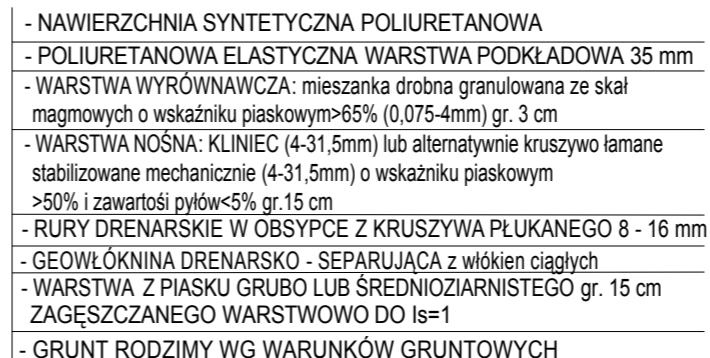 - NAWIERZCHNIA SYNTETYCZNA POLIURETANOWA
- POLIURETANOWA ELASTYCZNA WARSTWA PODKŁADOWA 35 mm
- WARSTWA WYRÓWNAWCZA: mieszanka drobna granulowana ze skał
magmowych o wskaźniku piaskowym>65% (0,075-4mm) gr. 3 cm
- WARSTWA NOŚNA: KLINIEC (4-31,5mm) lub alternatywnie kruszywo łamane
stabilizowane mechanicznie (4-31,5mm) o wskażniku piaskowym
>50% i zawartośi pyłów<5% gr.15 cm
- RURY DRENARSKIE W OBSYPCE Z KRUSZYWA PŁUKANEGO 8 - 16 mm
- GEOWŁÓKNINA DRENARSKO - SEPARUJĄCA z włókien ciągłych
- WARSTWA Z PIASKU GRUBO LUB ŚREDNIOZIARNISTEGO gr. 15 cm
ZAGĘSZCZANEGO WARSTWOWO DO Is=1
- GRUNT RODZIMY WG WARUNKÓW GRUNTOWYCH